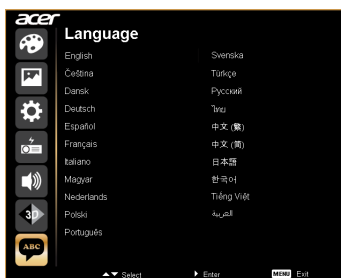 acer
Language
English
Čeština
Dansk
Deutsch
Español
Français
Italiano
Magyar
Nederlands
Polski
Português
Svenska
Türkçe
Русский
ไทย
中文 (繁)
中文 (简)
日本語
한국어
Tiếng Việt
العربية
3D
ABC
▲▼ Select
▶ Enter
MENU Exit